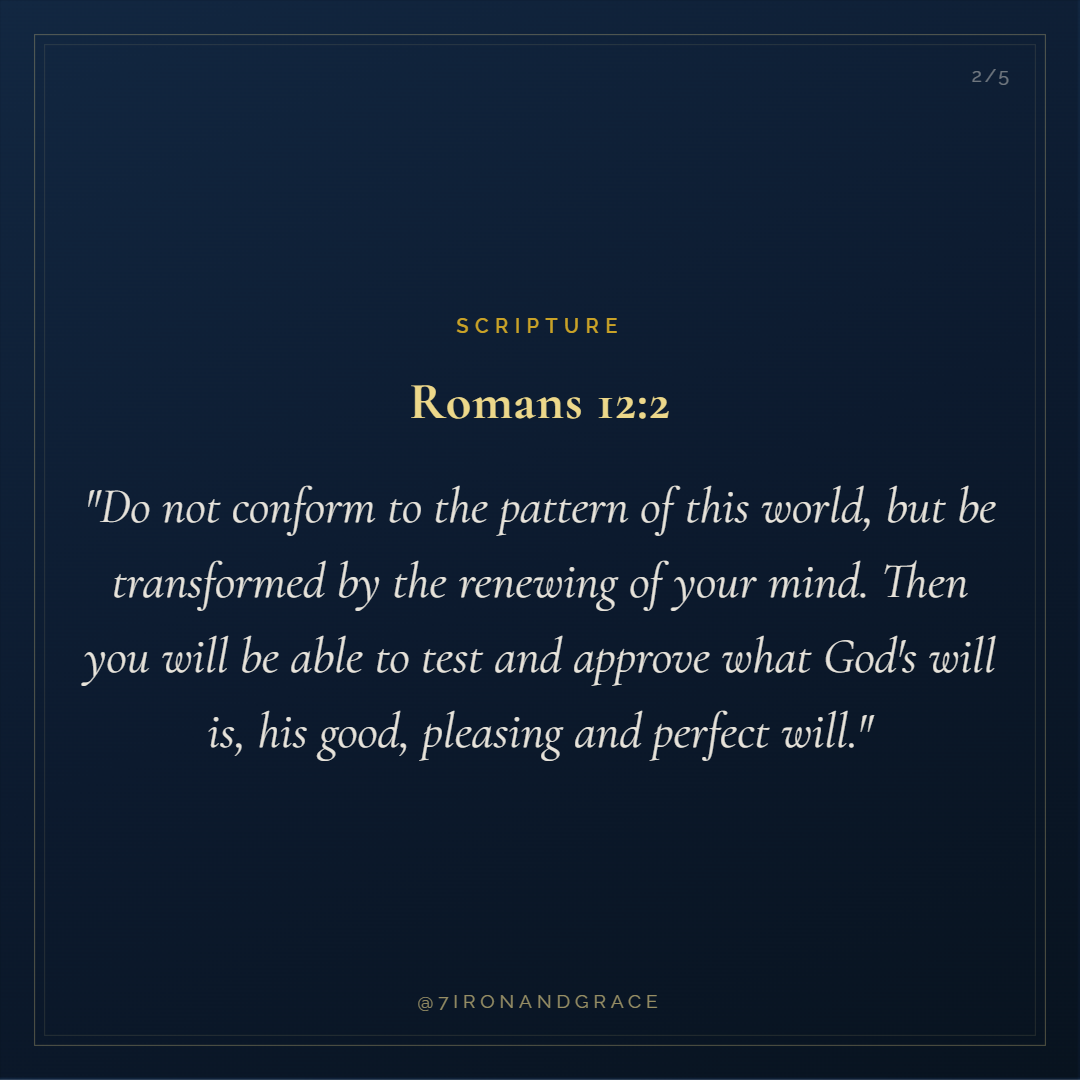 2/5
SCRIPTURE
Romans 12:2
"Do not conform to the pattern of this world, but be
transformed by the renewing of your mind. Then
you will be able to test and approve what God's will
is, his good, pleasing and perfect will."
@7IRONANDGRACE